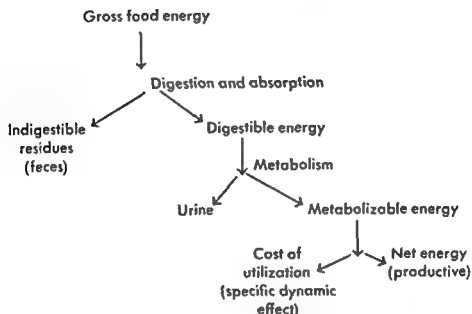 Gross food energy
Digestion and absorption
Indigestible
residues
(feces)
Digestible energy
Metabolism
Urine
Metabolizable energy
Cost of
utilization
(specific dynamic
effect)
Net energy
(productive)